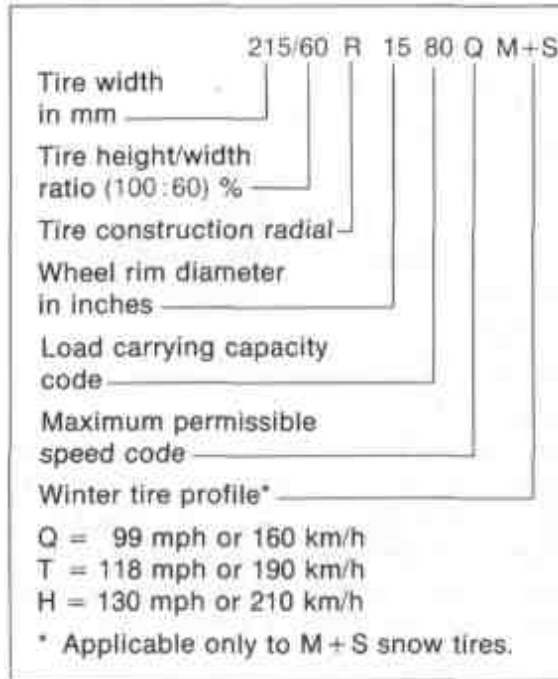 215/60 R 15 80 Q M+S
Tire width
in mm
Tire height/width
ratio (100:60) %
Tire construction radial
Wheel rim diameter
in inches
Load carrying capacity
code
Maximum permissible
speed code
Winter tire profile*
Q = 99 mph or 160 km/h
T = 118 mph or 190 km/h
H = 130 mph or 210 km/h
* Applicable only to M+S snow tires.